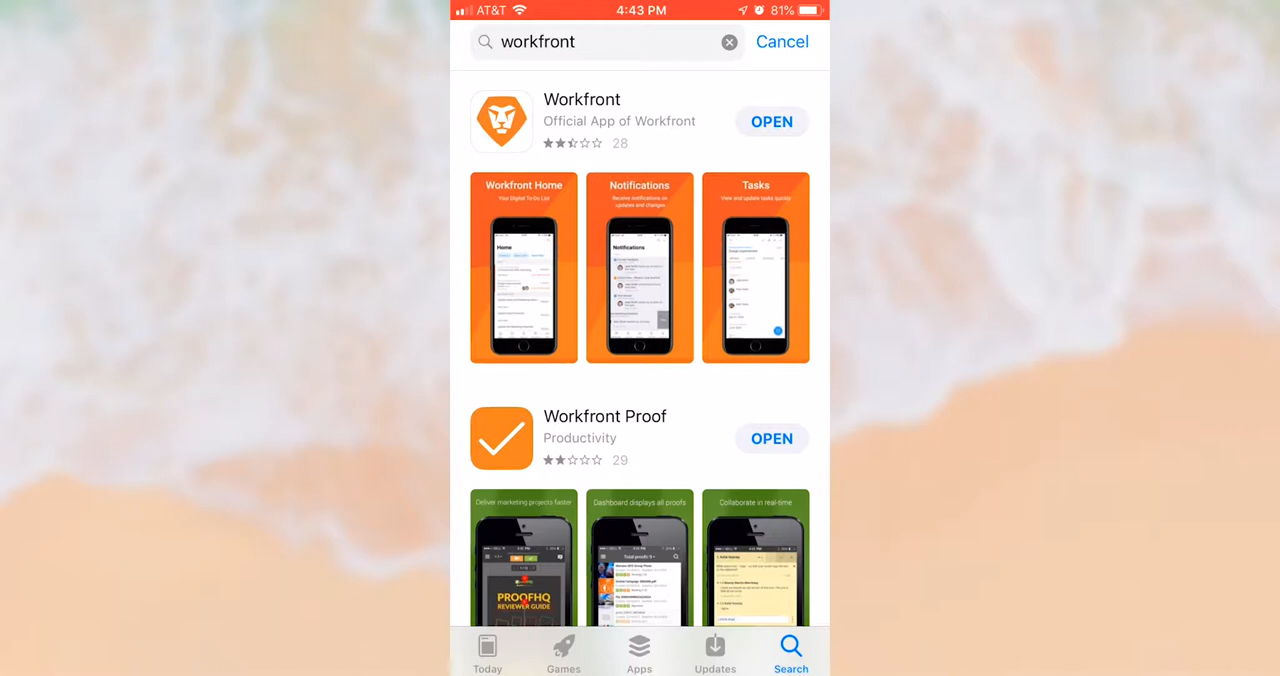 AT&T 4:43 PM 81%
workfront Cancel
Workfront
Official App of Workfront
OPEN
28
Workfront Home
Your Digital To Do List
Home
Notifications
Receive notifications on
updates and changes
Notifications
Tasks
View and update tasks quickly
Workfront Proof
Productivity
OPEN
29
Deliver marketing projects faster
PROOFHQ
REVIEWER GUIDE
Dashboard displays all proofs
Total proofs: 9
Collaborate in real-time
Today Games Apps Updates Search